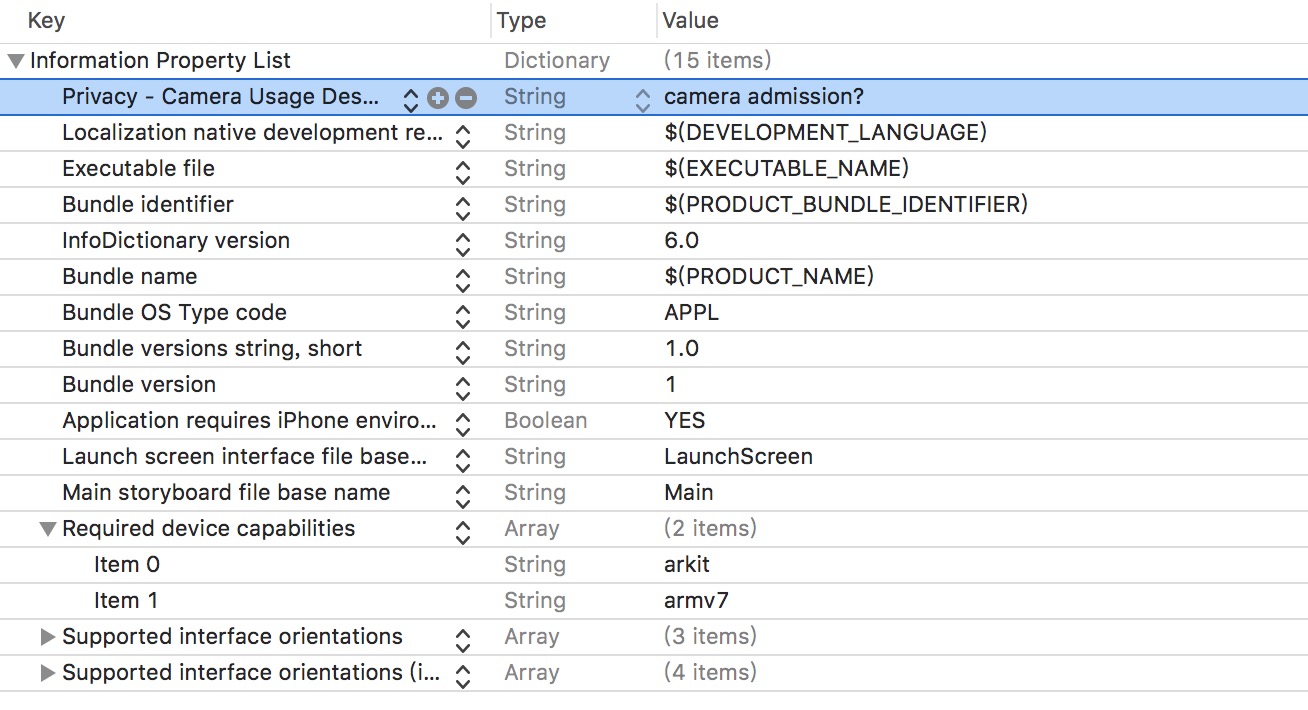 Key Type Value
Information Property List Dictionary (15 items)
Privacy - Camera Usage Des... String camera admission?
Localization native development re... String $(DEVELOPMENT_LANGUAGE)
Executable file String $(EXECUTABLE_NAME)
Bundle identifier String $(PRODUCT_BUNDLE_IDENTIFIER)
InfoDictionary version String 6.0
Bundle name String $(PRODUCT_NAME)
Bundle OS Type code String APPL
Bundle versions string, short String 1.0
Bundle version String 1
Application requires iPhone enviro... Boolean YES
Launch screen interface file base... String LaunchScreen
Main storyboard file base name String Main
Required device capabilities Array (2 items)
Item 0 String arkit
Item 1 String armv7
Supported interface orientations Array (3 items)
Supported interface orientations (i... Array (4 items)